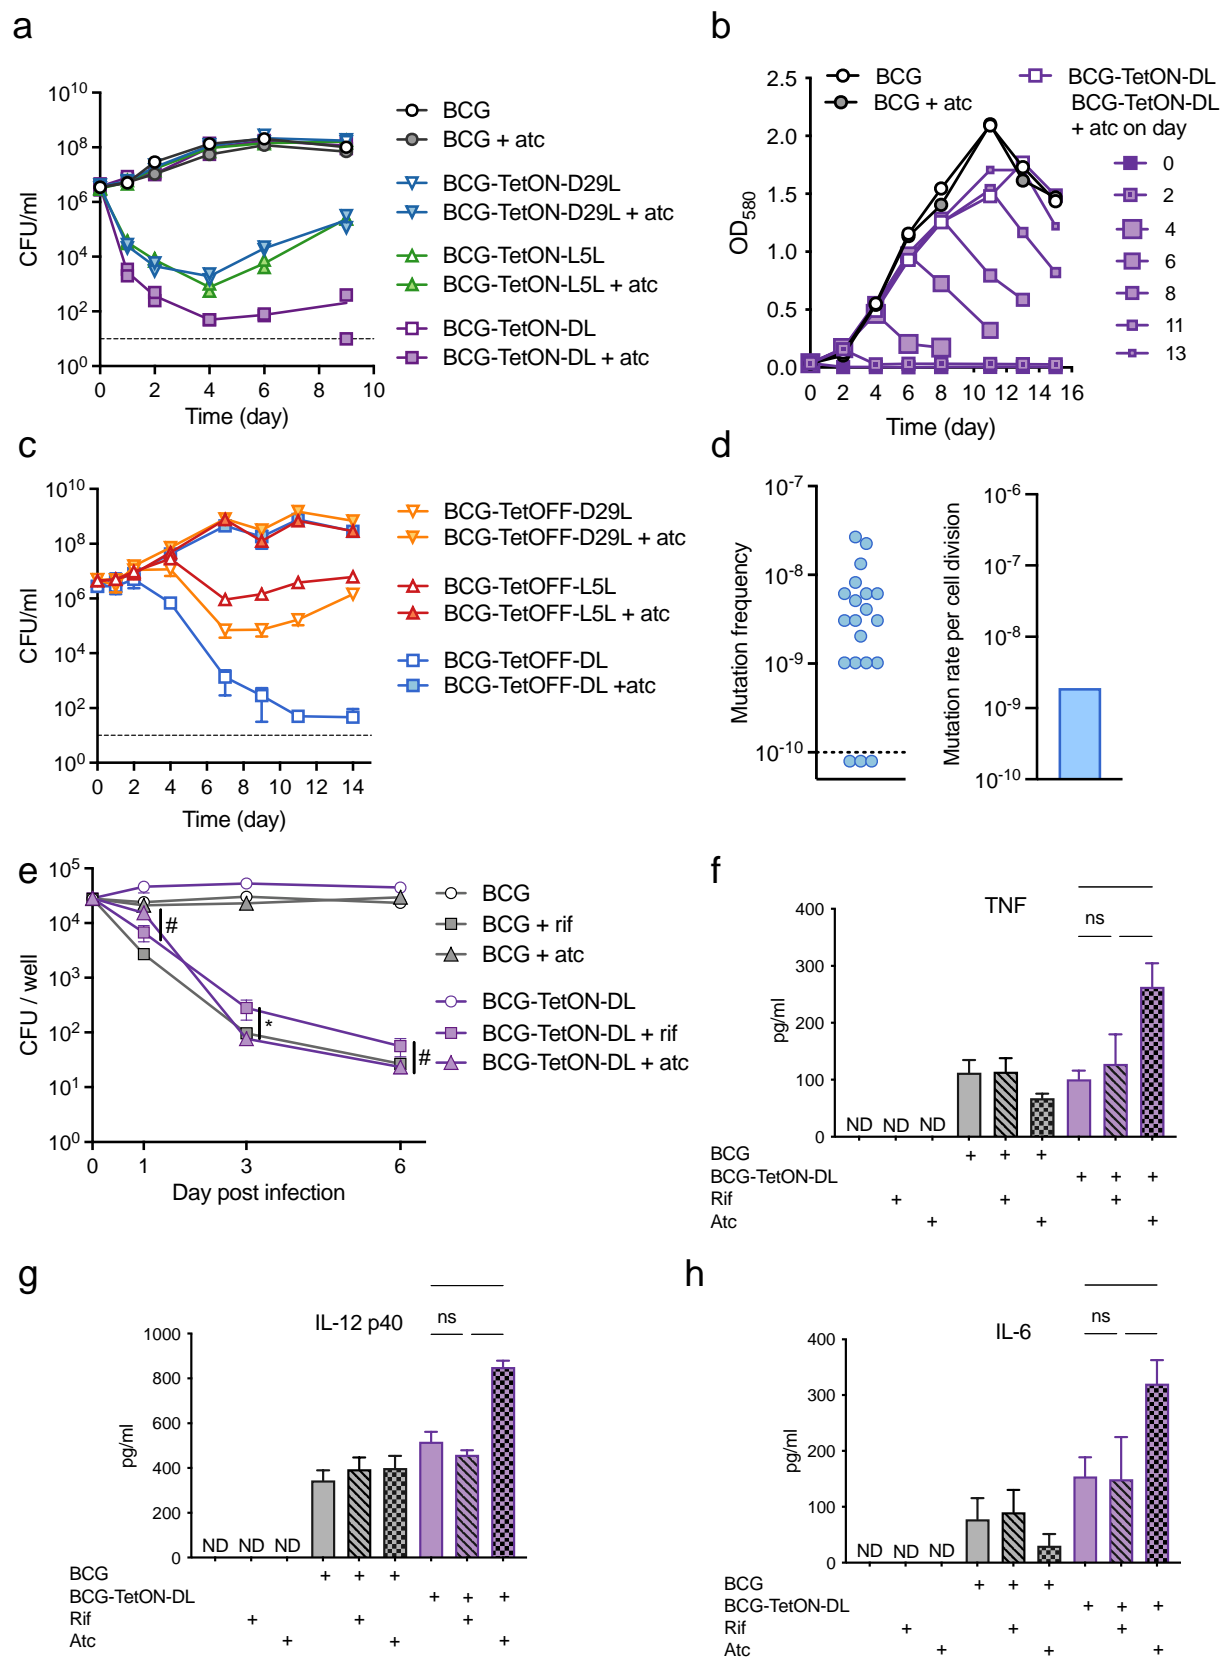 a
CFU/ml
10^10
10^8
10^6
10^4
10^2
10^0
0 2 4 6 8 10
Time (day)
BCG
BCG + atc
BCG-TetON-D29L
BCG-TetON-D29L + atc
BCG-TetON-L5L
BCG-TetON-L5L + atc
BCG-TetON-DL
BCG-TetON-DL + atc
b
OD580
2.5
2.0
1.5
1.0
0.5
0.0
0 2 4 6 8 10 12 14 16
Time (day)
BCG
BCG + atc
BCG-TetON-DL
BCG-TetON-DL
+ atc on day
0
2
4
6
8
11
13
c
CFU/ml
10^10
10^8
10^6
10^4
10^2
10^0
0 2 4 6 8 10 12 14
Time (day)
BCG-TetOFF-D29L
BCG-TetOFF-D29L + atc
BCG-TetOFF-L5L
BCG-TetOFF-L5L + atc
BCG-TetOFF-DL
BCG-TetOFF-DL +atc
d
Mutation frequency
10^-7
10^-8
10^-9
10^-10
Mutation rate per cell division
10^-6
10^-7
10^-8
10^-9
10^-10
e
CFU / well
10^5
10^4
10^3
10^2
10^1
10^0
0 1 3 6
Day post infection
#
*
#
BCG
BCG + rif
BCG + atc
BCG-TetON-DL
BCG-TetON-DL + rif
BCG-TetON-DL + atc
f
TNF
ns
pg/ml
400
300
200
100
0
ND ND ND
BCG + + +
BCG-TetON-DL + + +
Rif + + +
Atc + + +
g
IL-12 p40
ns
pg/ml
1000
800
600
400
200
0
ND ND ND
BCG + + +
BCG-TetON-DL + + +
Rif + + +
Atc + + +
h
IL-6
ns
pg/ml
400
300
200
100
0
ND ND ND
BCG + + +
BCG-TetON-DL + + +
Rif + + +
Atc + + +